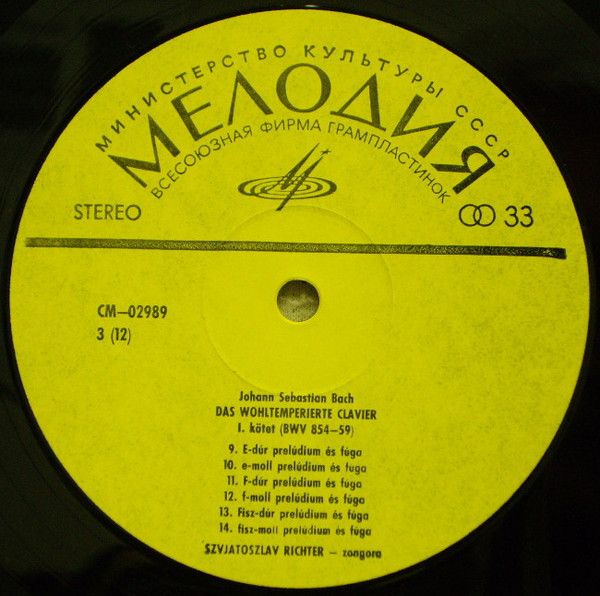 МИНИСТЕРСТВО КУЛЬТУРЫ СССР
МЕЛОДИЯ
ВСЕСОЮЗНАЯ ФИРМА ГРАМПЛАСТИНОК
STEREO
33
СМ—02989
3 (12)
Johann Sebastian Bach
DAS WOHLTEMPERIERTE CLAVIER
I. kötet (BWV 854—59)
9. E-dúr prelúdium és fúga
10. e-moll prelúdium és fuga
11. F-dúr prelúdium és fúga
12. f-moll prelúdium és fúga
13. Fisz-dúr prelúdium és fúga
14. fisz-moll prelúdium és fúga
SZVJATOSZLAV RICHTER — zongora